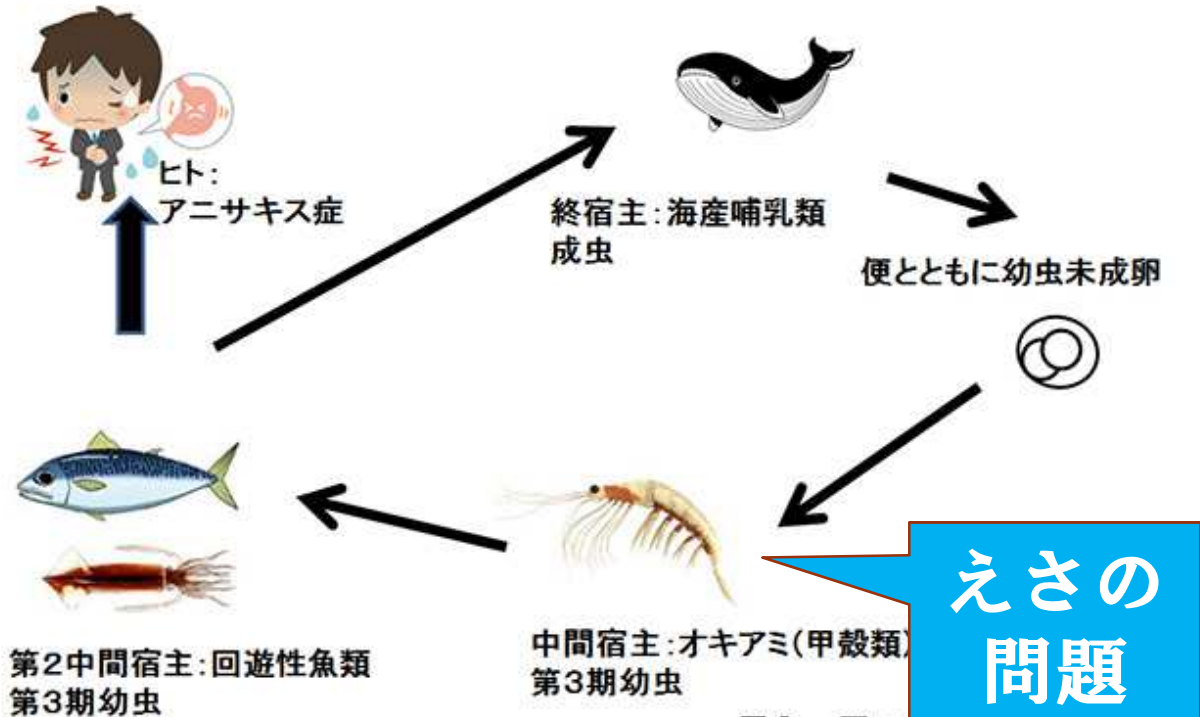 ヒト：
アニサキス症
終宿主：海産哺乳類
成虫
便とともに幼虫未成卵
えさの
問題
中間宿主：オキアミ（甲殻類）
第３期幼虫
第２中間宿主：回遊性魚類
第３期幼虫